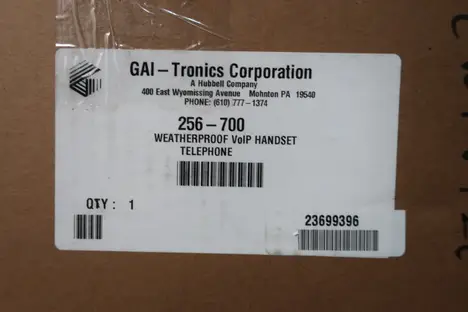 GAI-Tronics Corporation
A Hubbell Company
400 East Wyomissing Avenue Mohnton PA 19540
PHONE: (610) 777-1374
256-700
WEATHERPROOF VoIP HANDSET
TELEPHONE
QTY: 1
23699396